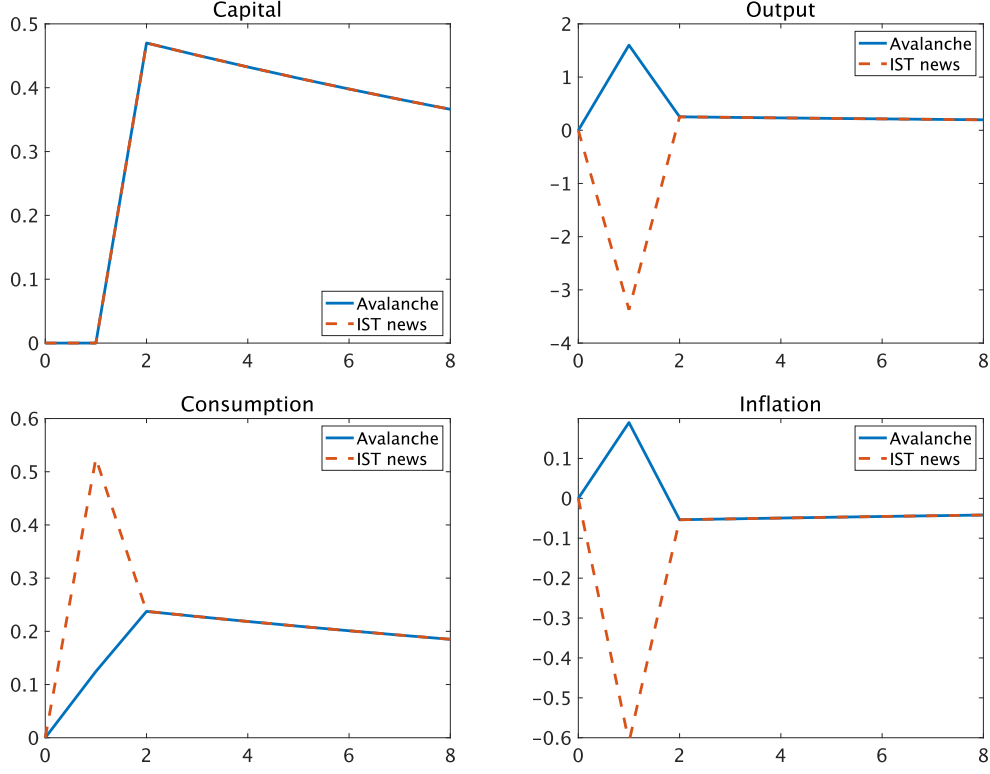 Capital
0.5
0.4
0.3
0.2
0.1
0
Avalanche
IST news
0 2 4 6 8
Output
2
1
0
−1
−2
−3
−4
Avalanche
IST news
0 2 4 6 8
Consumption
0.6
0.5
0.4
0.3
0.2
0.1
0
Avalanche
IST news
0 2 4 6 8
Inflation
0.1
0
−0.1
−0.2
−0.3
−0.4
−0.5
−0.6
Avalanche
IST news
0 2 4 6 8